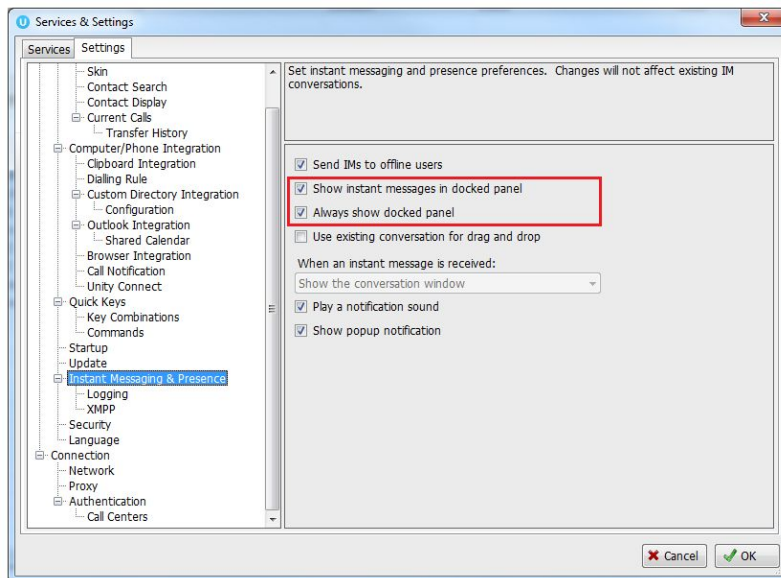 Services & Settings
Services
Settings
Skin
Contact Search
Contact Display
Current Calls
Transfer History
Computer/Phone Integration
Clipboard Integration
Dialling Rule
Custom Directory Integration
Configuration
Outlook Integration
Shared Calendar
Browser Integration
Call Notification
Unity Connect
Quick Keys
Key Combinations
Commands
Startup
Update
Instant Messaging & Presence
Logging
XMPP
Security
Language
Connection
Network
Proxy
Authentication
Call Centers
Set instant messaging and presence preferences. Changes will not affect existing IM
conversations.
Send IMs to offline users
Show instant messages in docked panel
Always show docked panel
Use existing conversation for drag and drop
When an instant message is received:
Show the conversation window
Play a notification sound
Show popup notification
Cancel
OK